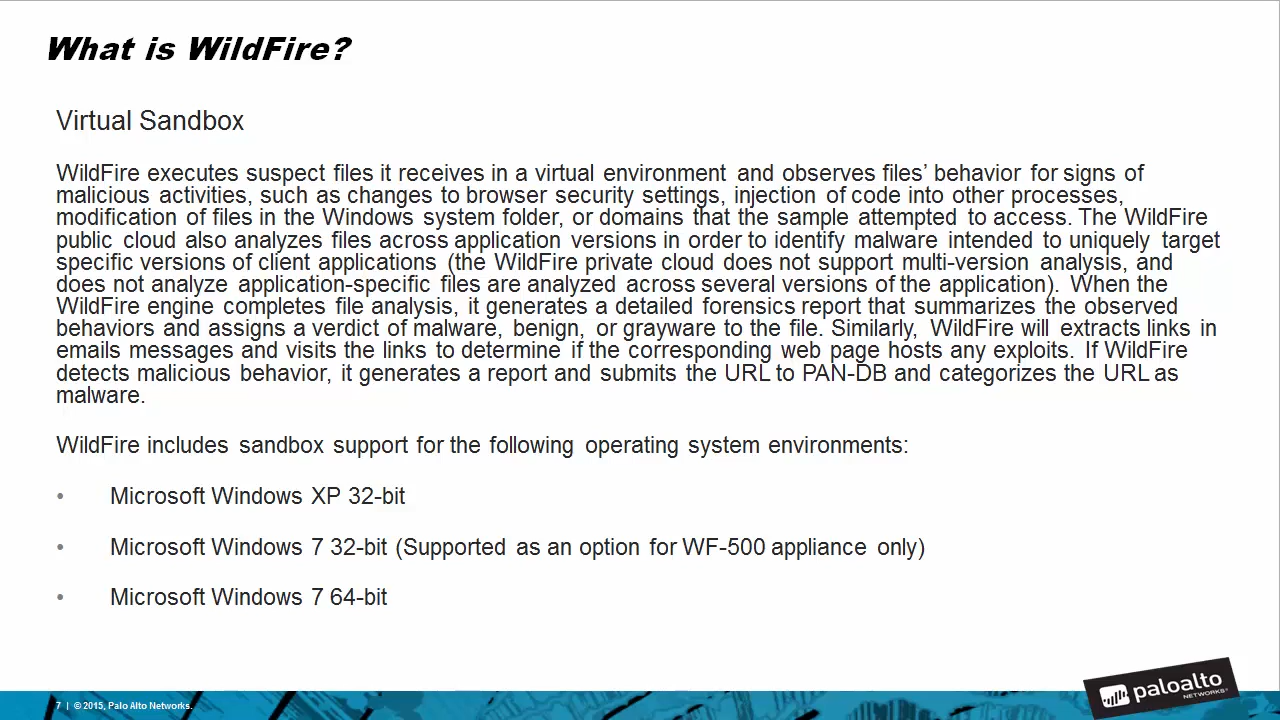 What is WildFire?
Virtual Sandbox
WildFire executes suspect files it receives in a virtual environment and observes files’ behavior for signs of
malicious activities, such as changes to browser security settings, injection of code into other processes,
modification of files in the Windows system folder, or domains that the sample attempted to access. The WildFire
public cloud also analyzes files across application versions in order to identify malware intended to uniquely target
specific versions of client applications (the WildFire private cloud does not support multi-version analysis, and
does not analyze application-specific files are analyzed across several versions of the application). When the
WildFire engine completes file analysis, it generates a detailed forensics report that summarizes the observed
behaviors and assigns a verdict of malware, benign, or grayware to the file. Similarly, WildFire will extracts links in
emails messages and visits the links to determine if the corresponding web page hosts any exploits. If WildFire
detects malicious behavior, it generates a report and submits the URL to PAN-DB and categorizes the URL as
malware.
WildFire includes sandbox support for the following operating system environments:
• Microsoft Windows XP 32-bit
• Microsoft Windows 7 32-bit (Supported as an option for WF-500 appliance only)
• Microsoft Windows 7 64-bit
7 | © 2015, Palo Alto Networks.
paloalto
NETWORKS®